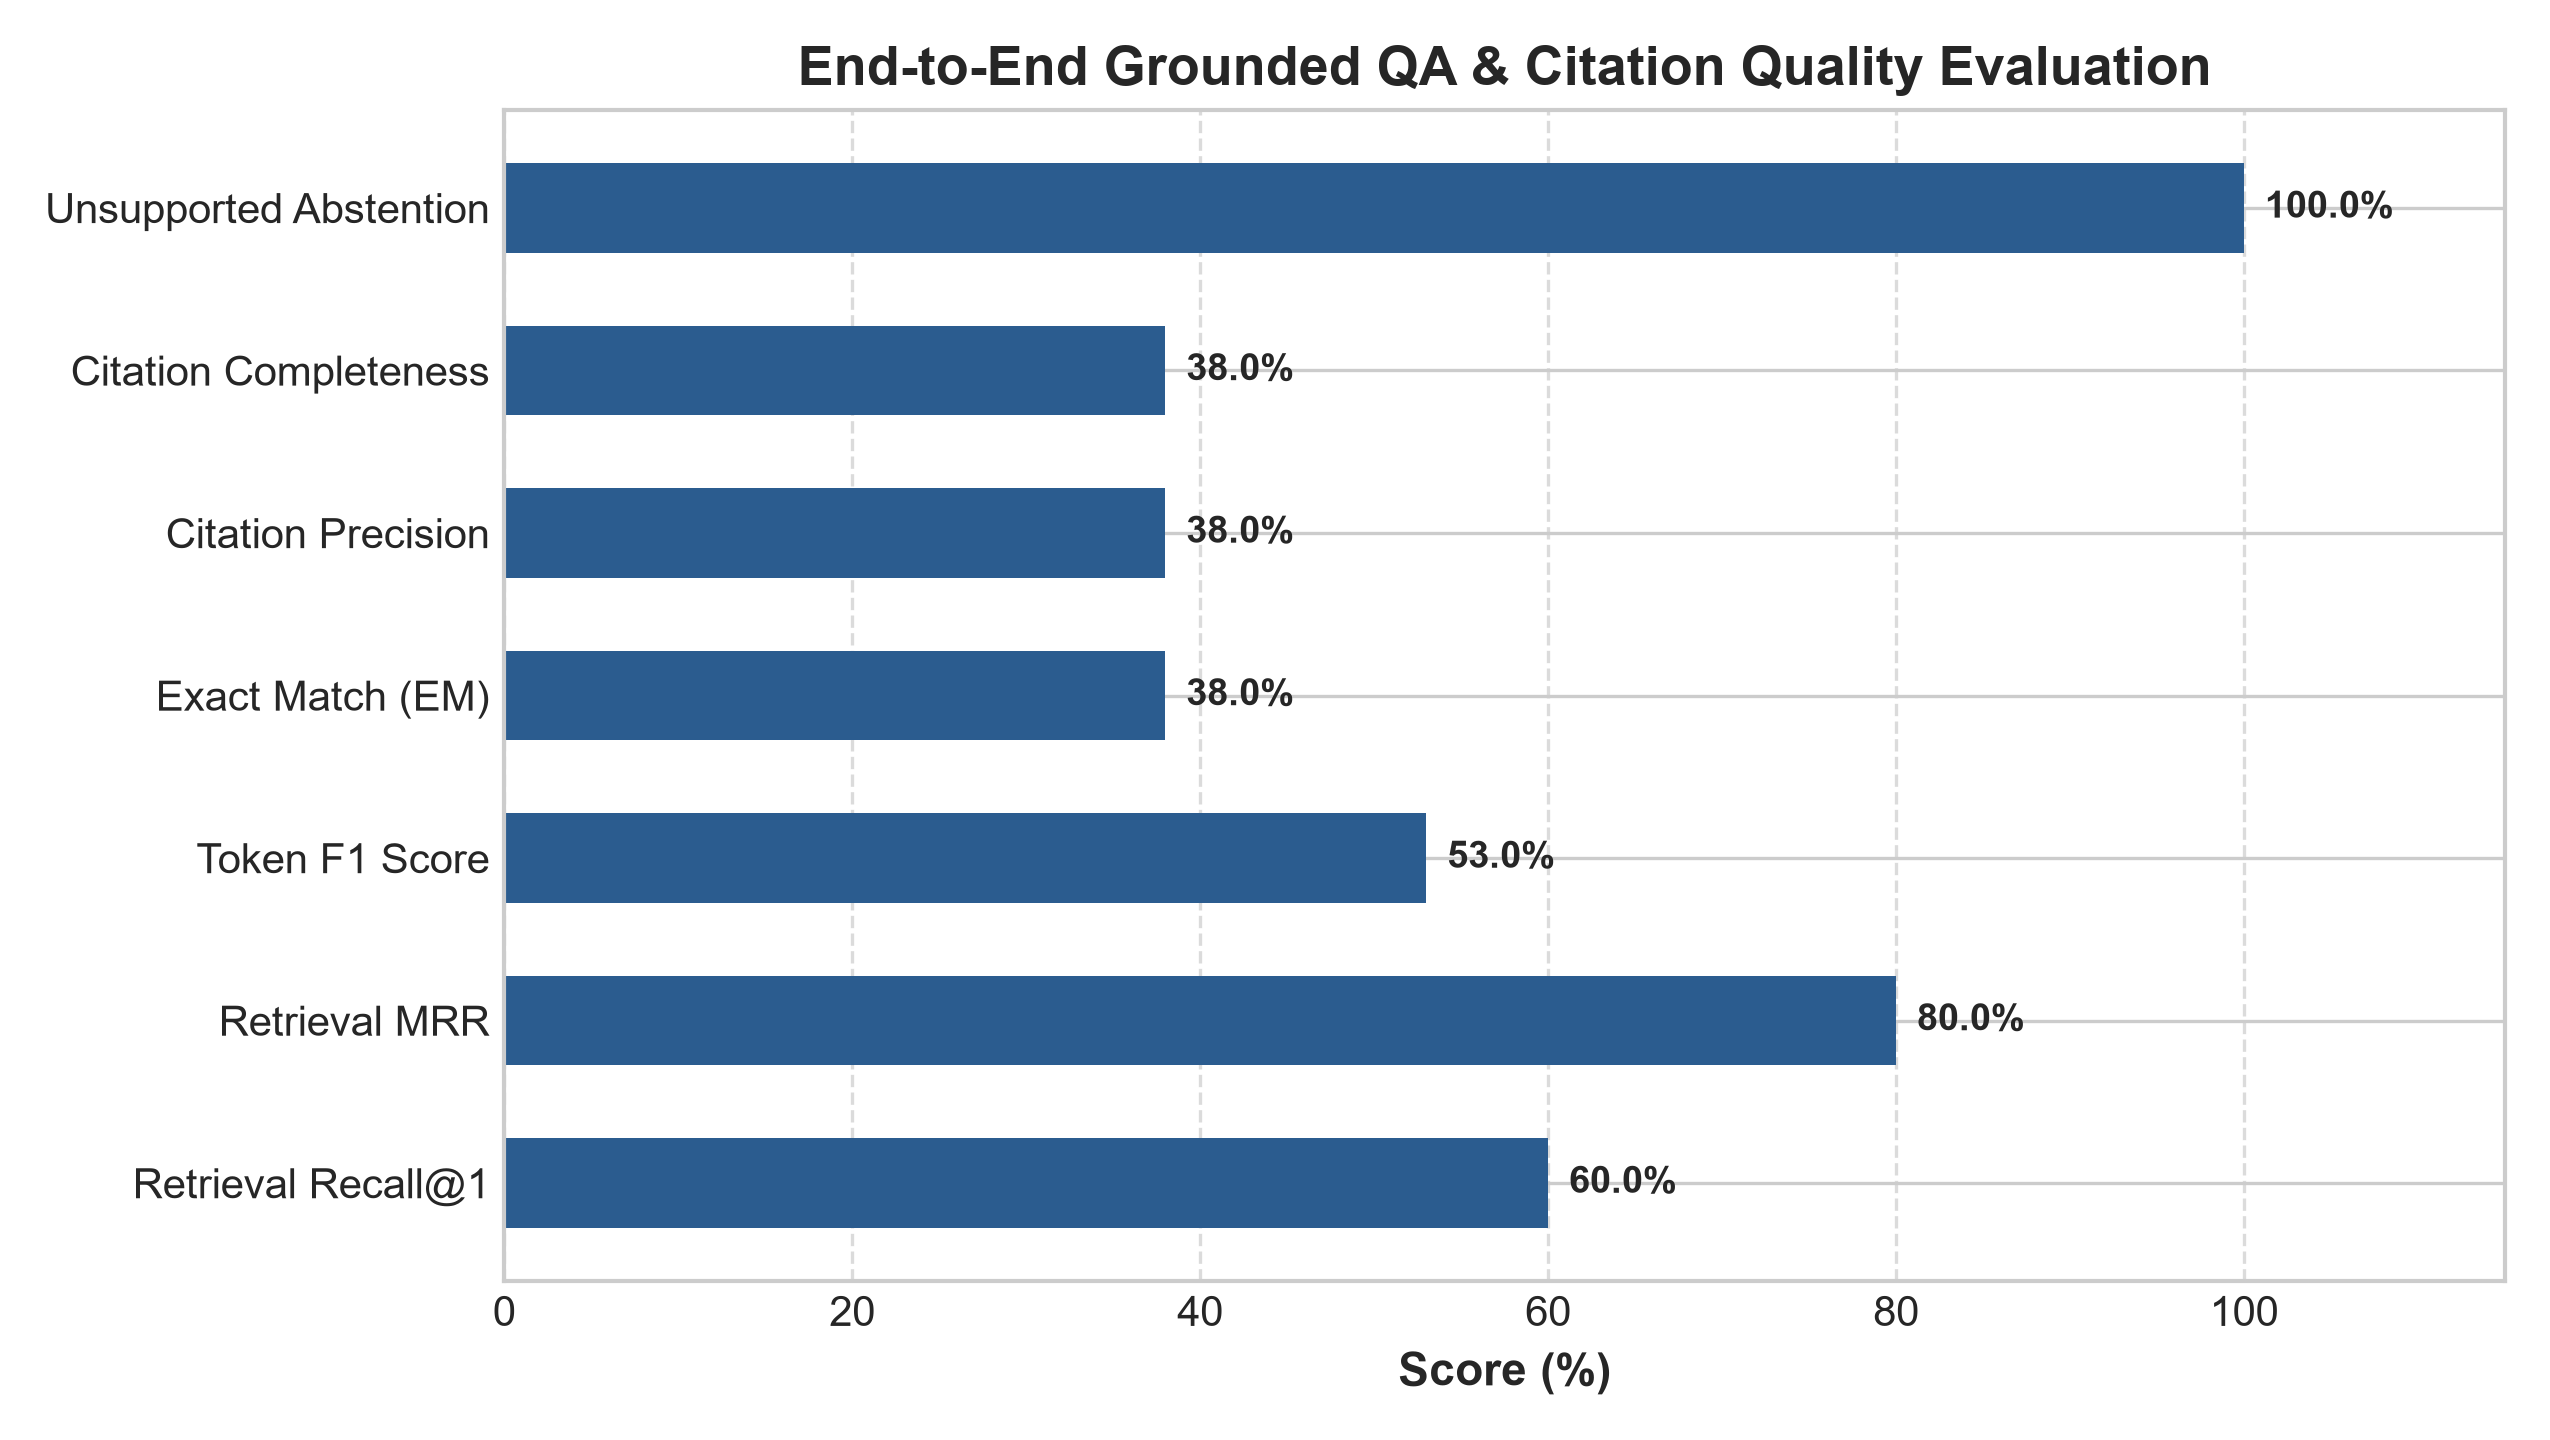 End-to-End Grounded QA & Citation Quality Evaluation
Unsupported Abstention 100.0%
Citation Completeness 38.0%
Citation Precision 38.0%
Exact Match (EM) 38.0%
Token F1 Score 53.0%
Retrieval MRR 80.0%
Retrieval Recall@1 60.0%
0 20 40 60 80 100
Score (%)